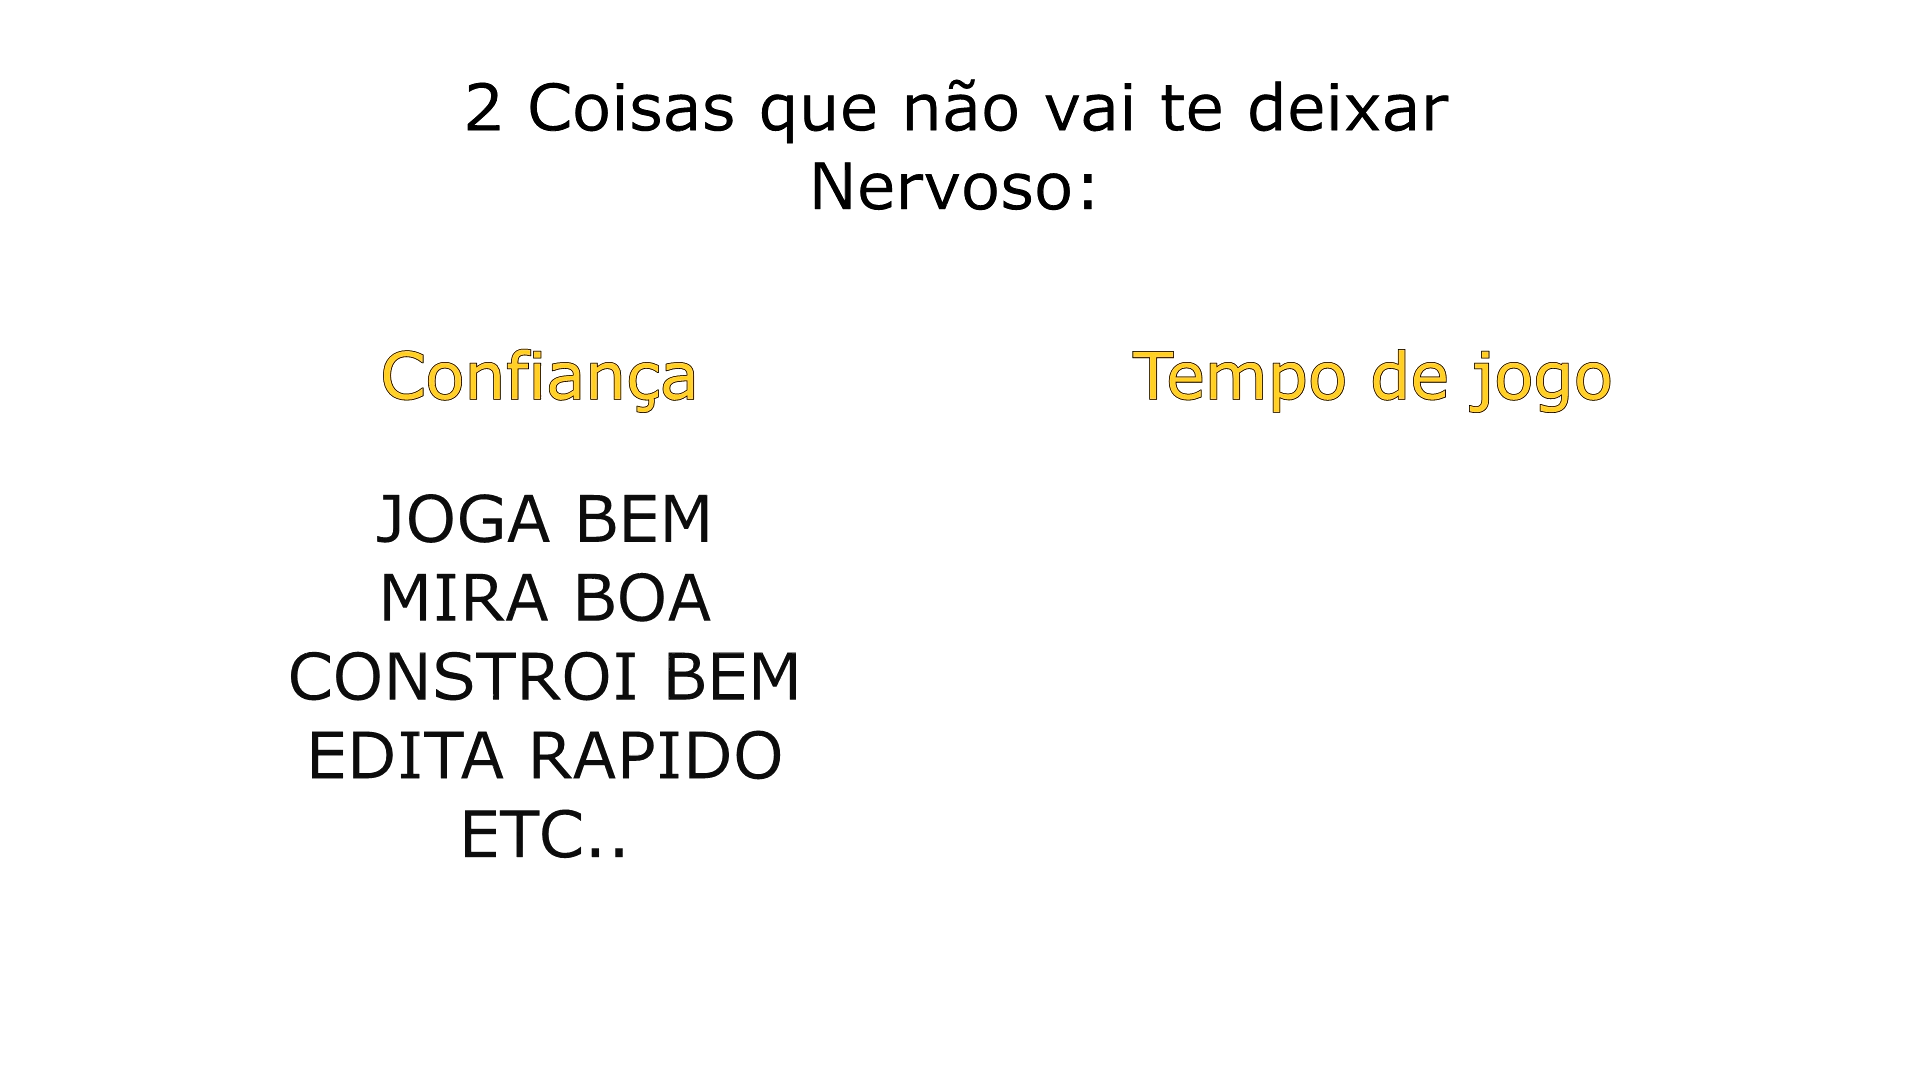 2 Coisas que não vai te deixar
Nervoso:
Confiança
Tempo de jogo
JOGA BEM
MIRA BOA
CONSTROI BEM
EDITA RAPIDO
ETC..